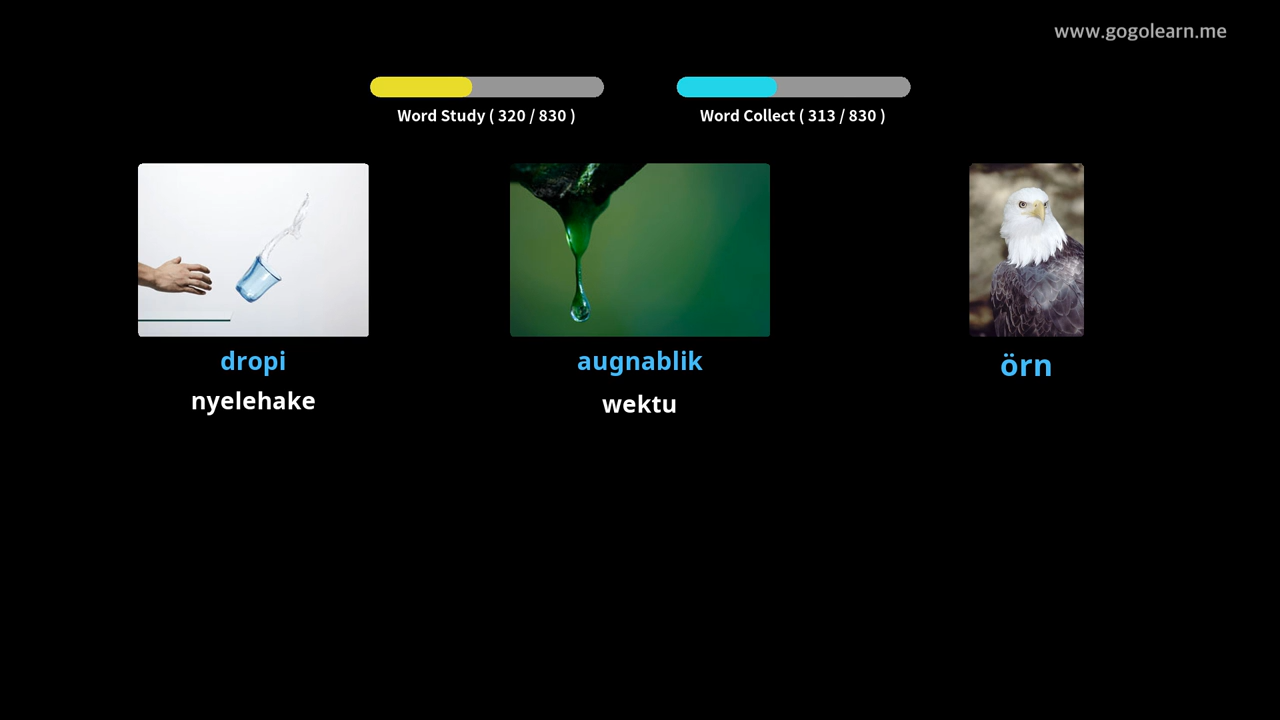 www.gogolearn.me
Word Study ( 320 / 830 )
Word Collect ( 313 / 830 )
dropi
nyelehake
augnablik
wektu
örn